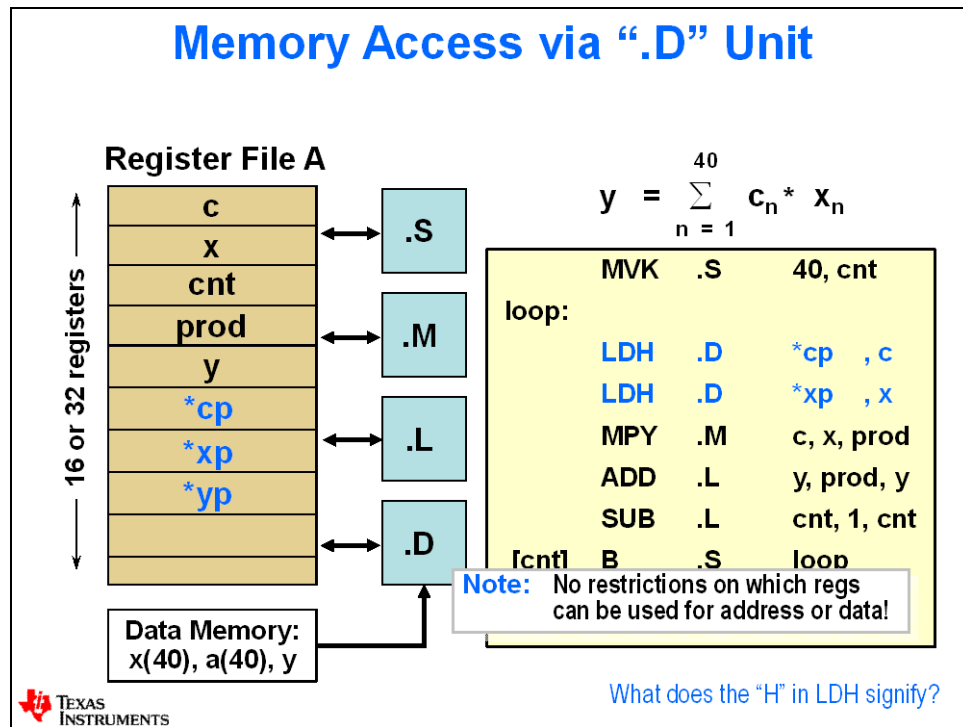 Memory Access via “.D” Unit
Register File A
16 or 32 registers
c
x
cnt
prod
y
*cp
*xp
*yp
.S
.M
.L
.D
Data Memory:
x(40), a(40), y
40
y = Σ cn * xn
n = 1
MVK .S 40, cnt
loop:
LDH .D *cp , c
LDH .D *xp , x
MPY .M c, x, prod
ADD .L y, prod, y
SUB .L cnt, 1, cnt
[cnt] B .S loop
Note: No restrictions on which regs
can be used for address or data!
What does the “H” in LDH signify?
TEXAS
INSTRUMENTS